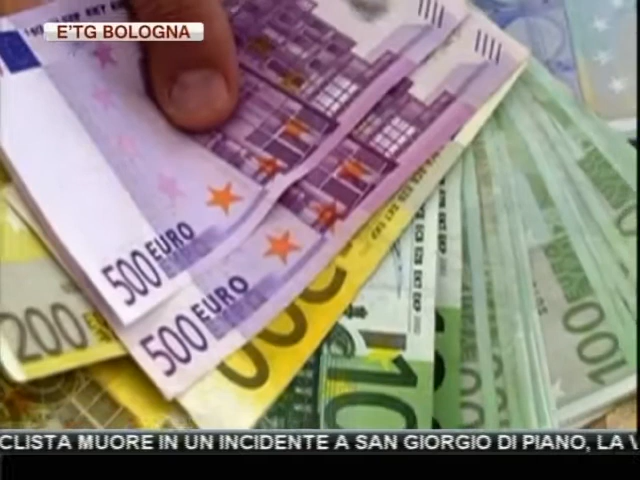 E'TG BOLOGNA
500 EURO
500 EURO
200
100
CLISTA MUORE IN UN INCIDENTE A SAN GIORGIO DI PIANO, LA V